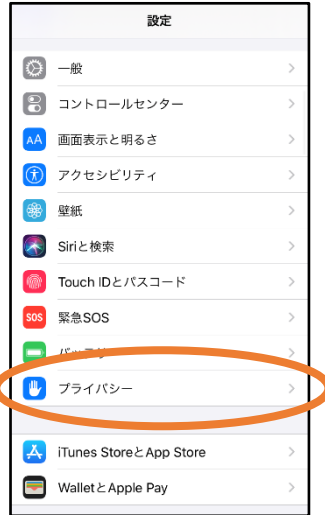 設定
一般
コントロールセンター
AA 画面表示と明るさ
アクセシビリティ
壁紙
Siriと検索
Touch IDとパスコード
SOS 緊急SOS
プライバシー
iTunes StoreとApp Store
WalletとApple Pay